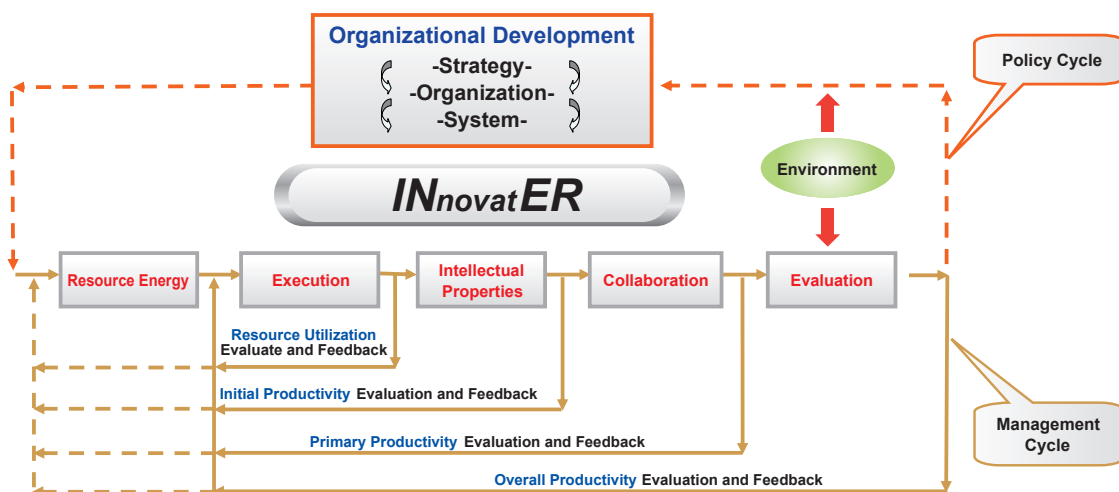 Organizational Development
-Strategy-
-Organization-
-System-
Policy Cycle
Environment
INnovatER
Resource Energy
Execution
Intellectual
Properties
Collaboration
Evaluation
Resource Utilization
Evaluate and Feedback
Initial Productivity Evaluation and Feedback
Primary Productivity Evaluation and Feedback
Management
Cycle
Overall Productivity Evaluation and Feedback